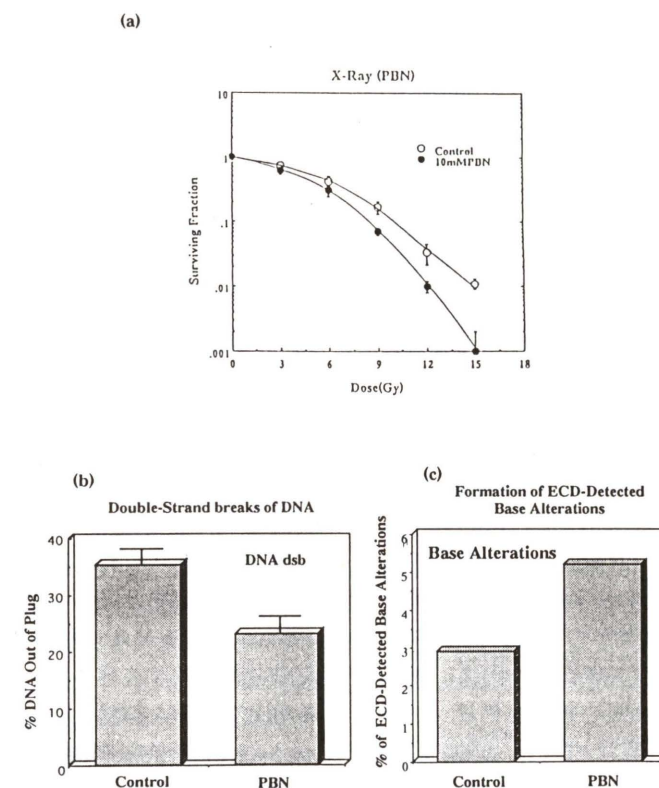 (a)
X-Ray (PBN)
10
1
.1
.01
.001
Surviving Fraction
Control
10mMPBN
0 3 6 9 12 15 18
Dose(Gy)
(b)
Double-Strand breaks of DNA
DNA dsb
40
30
20
10
0
% DNA Out of Plug
Control PBN
(c)
Formation of ECD-Detected
Base Alterations
Base Alterations
6
5
4
3
2
1
0
% of ECD-Detected Base Alterations
Control PBN